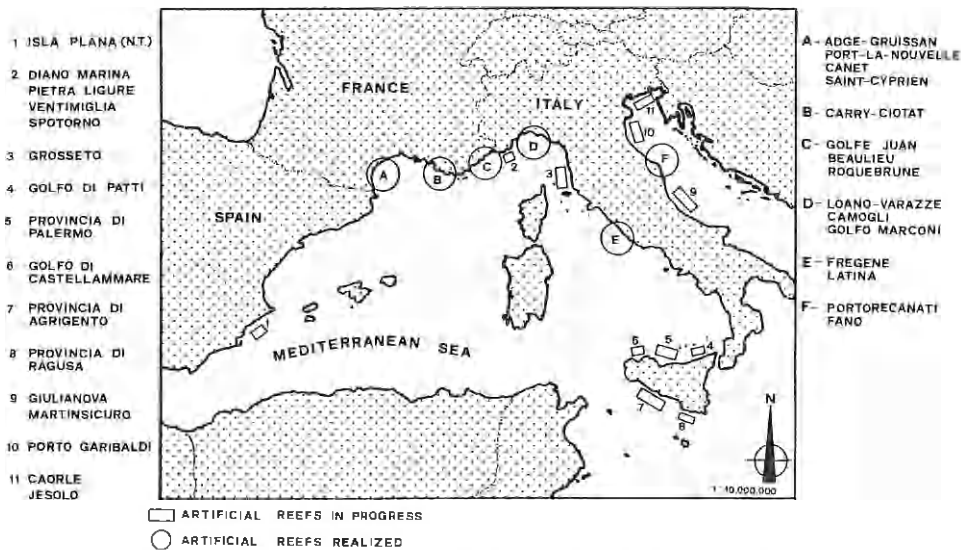 1 ISLA PLANA (N.T.)
2 DIANO MARINA
PIETRA LIGURE
VENTIMIGLIA
SPOTORNO
3 GROSSETO
4 GOLFO DI PATTI
5 PROVINCIA DI
PALERMO
6 GOLFO DI
CASTELLAMMARE
7 PROVINCIA DI
AGRIGENTO
8 PROVINCIA DI
RAGUSA
9 GIULIANOVA
MARTINSICURO
10 PORTO GARIBALDI
11 CAORLE
JESOLO
FRANCE
ITALY
SPAIN
MEDITERRANEAN SEA
11
10
F
9
D
2
C
B
A
3
E
6
5
4
7
8
N
1:10.000.000
A- ADGE-GRUISSAN
PORT-LA-NOUVELLE
CANET
SAINT-CYPRIEN
B- CARRY-CIOTAT
C- GOLFE JUAN
BEAULIEU
ROQUEBRUNE
D- LOANO-VARAZZE
CAMOGLI
GOLFO MARCONI
E- FREGENE
LATINA
F- PORTORECANATI
FANO
ARTIFICIAL REEFS IN PROGRESS
ARTIFICIAL REEFS REALIZED